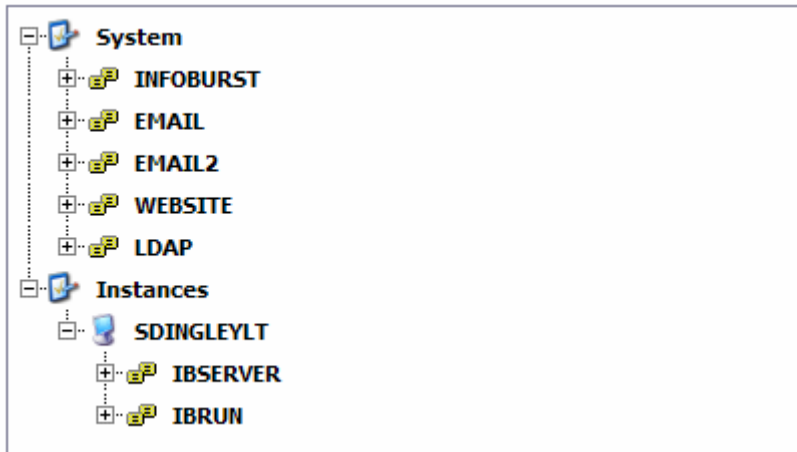 System
INFOBURST
EMAIL
EMAIL2
WEBSITE
LDAP
Instances
SDINGLEYLT
IBSERVER
IBRUN